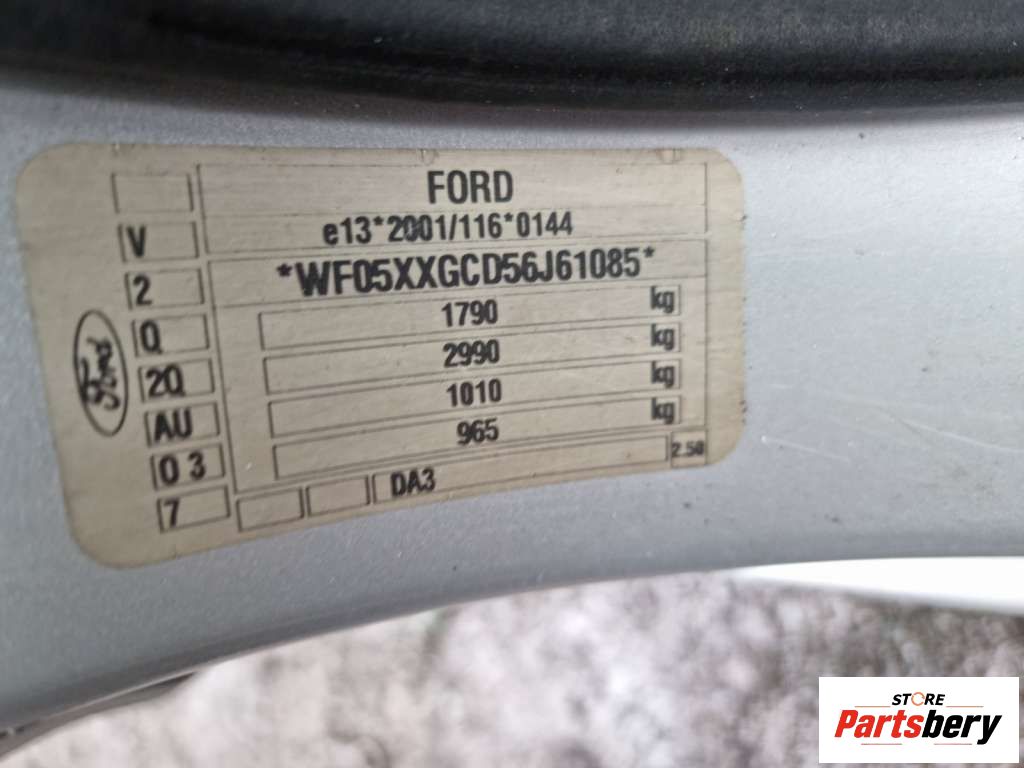 FORD
e13*2001/116*0144
*WF05XXGCD56J61085*
V
2
Q
2Q
AU
0 3
7
1790 kg
2990 kg
1010 kg
965 kg
2.50
DA3
Ford
STORE
Partsbery